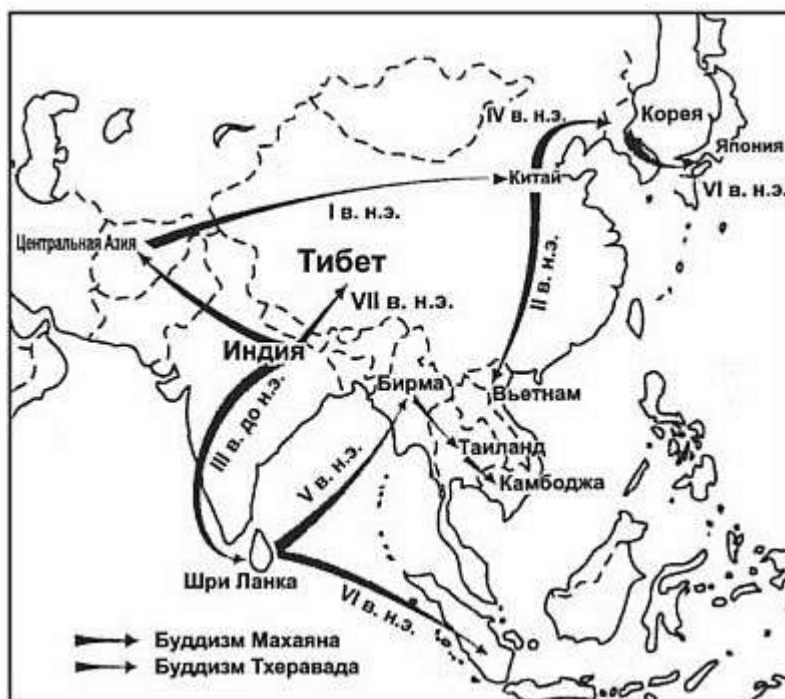 IV в. н.э.
Корея
Япония
Китай
VI в. н.э.
I в. н.э.
Центральная Азия
Тибет
VII в. н.э.
II в. н.э.
Индия
Бирма
Вьетнам
III в. до н.э.
V в. н.э.
Таиланд
Камбоджа
Шри Ланка
VI в. н.э.
Буддизм Махаяна
Буддизм Тхеравада